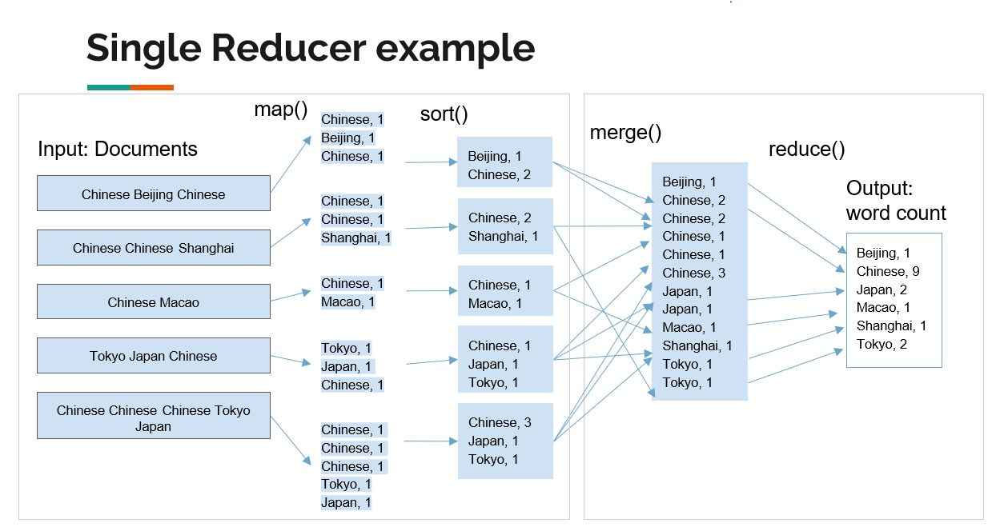 Single Reducer example
map()
Chinese, 1
Beijing, 1
Chinese, 1
sort()
merge()
reduce()
Input: Documents
Chinese Beijing Chinese
Chinese Chinese Shanghai
Chinese Macao
Tokyo Japan Chinese
Chinese Chinese Chinese Tokyo
Japan
Chinese, 1
Chinese, 1
Shanghai, 1
Chinese, 1
Macao, 1
Tokyo, 1
Japan, 1
Chinese, 1
Chinese, 1
Chinese, 1
Chinese, 1
Tokyo, 1
Japan, 1
Beijing, 1
Chinese, 2
Chinese, 2
Shanghai, 1
Chinese, 1
Macao, 1
Chinese, 1
Japan, 1
Tokyo, 1
Chinese, 3
Japan, 1
Tokyo, 1
Beijing, 1
Chinese, 2
Chinese, 2
Chinese, 1
Chinese, 1
Chinese, 3
Japan, 1
Japan, 1
Macao, 1
Shanghai, 1
Tokyo, 1
Tokyo, 1
Output:
word count
Beijing, 1
Chinese, 9
Japan, 2
Macao, 1
Shanghai, 1
Tokyo, 2